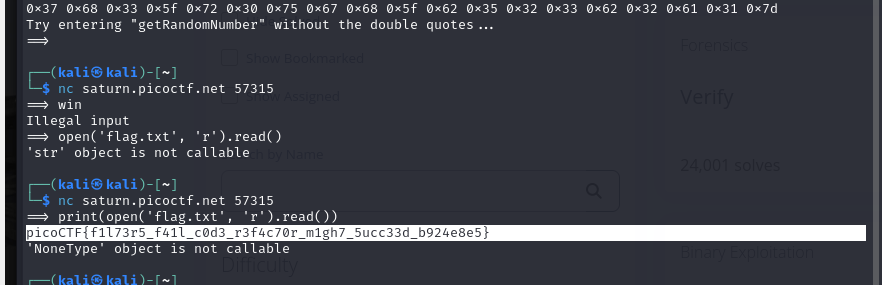 0×37 0×68 0×33 0×5f 0×72 0×30 0×75 0×67 0×68 0×5f 0×62 0×35 0×32 0×33 0×62 0×32 0×61 0×31 0×7d
Try entering "getRandomNumber" without the double quotes...
==>
Show Bookmarked
Forensics
┌──(kali㉿kali)-[~]
└─$ nc saturn.picoctf.net 57315
Show Assigned
Verify
==> win
Illegal input
==> open('flag.txt', 'r').read()
'str' object is not callable
by Name
24,001 solves
┌──(kali㉿kali)-[~]
└─$ nc saturn.picoctf.net 57315
==> print(open('flag.txt', 'r').read())
picoCTF{f1l73r5_f41l_c0d3_r3f4c70r_m1gh7_5ucc33d_b924e8e5}
'NoneType' object is not callable
Binary Exploitation
Difficulty
┌──(kali㉿kali)-[~]